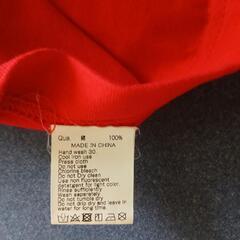 Qua. 綿 100%
MADE IN CHINA
Hand wash 30.
Cool Iron use
Press cloth
Do not use
Chlorine bleach
Do not Dry clean
Use non fluorescent
detergent for light color.
Rinse sufficiently
Wash separately
Do not tumble dry
Do not drip dry and leave in
water for long time.